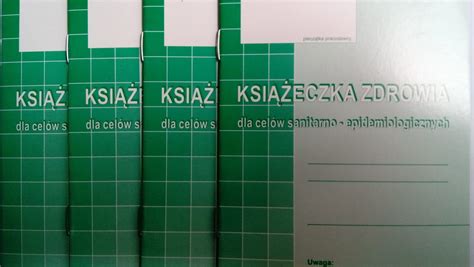 pieczątka pracodawcy
KSIĄŻ
KSIĄŻ
KSIĄŻ
KSIĄŻECZKA ZDROWIA
dla celów s
dla celów s
dla celów s
dla celów sanitarno - epidemiologicznych
Uwaga: